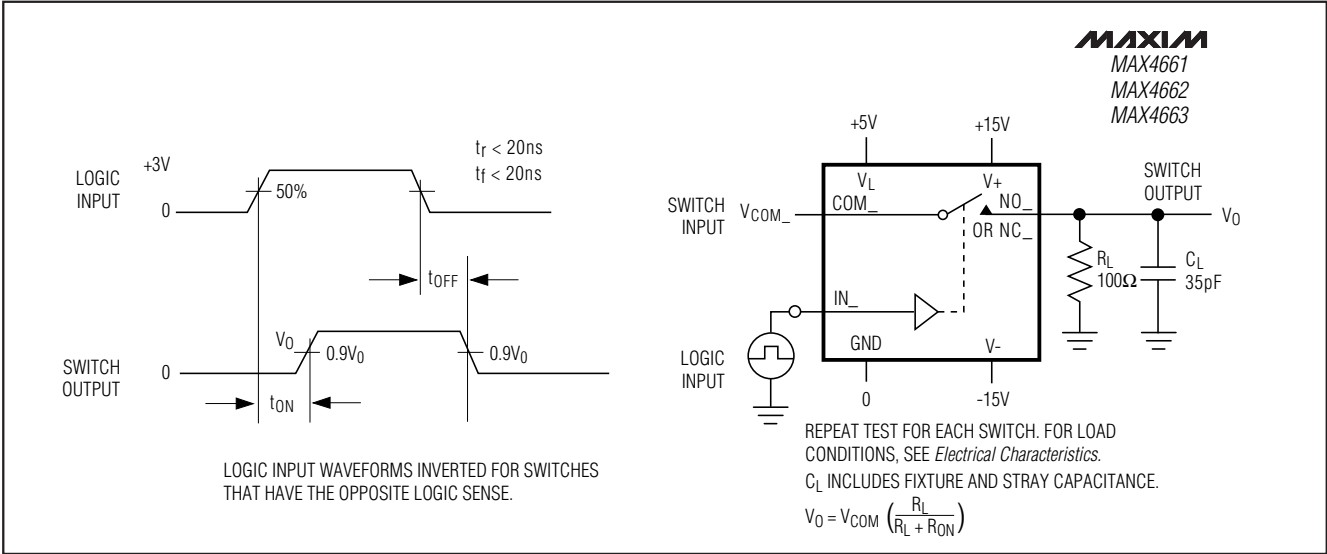 MAXIM
MAX4661
MAX4662
MAX4663
LOGIC
INPUT
+3V
0
50%
tr < 20ns
tf < 20ns
tOFF
SWITCH
OUTPUT
0
VO
0.9V0
0.9V0
tON
LOGIC INPUT WAVEFORMS INVERTED FOR SWITCHES
THAT HAVE THE OPPOSITE LOGIC SENSE.
+5V
+15V
VL
V+
SWITCH
INPUT
VCOM_
COM_
NO_
OR NC_
SWITCH
OUTPUT
VO
RL
100Ω
CL
35pF
IN_
LOGIC
INPUT
GND
V-
0
-15V
REPEAT TEST FOR EACH SWITCH. FOR LOAD
CONDITIONS, SEE Electrical Characteristics.
CL INCLUDES FIXTURE AND STRAY CAPACITANCE.
VO = VCOM (RL / RL + RON)